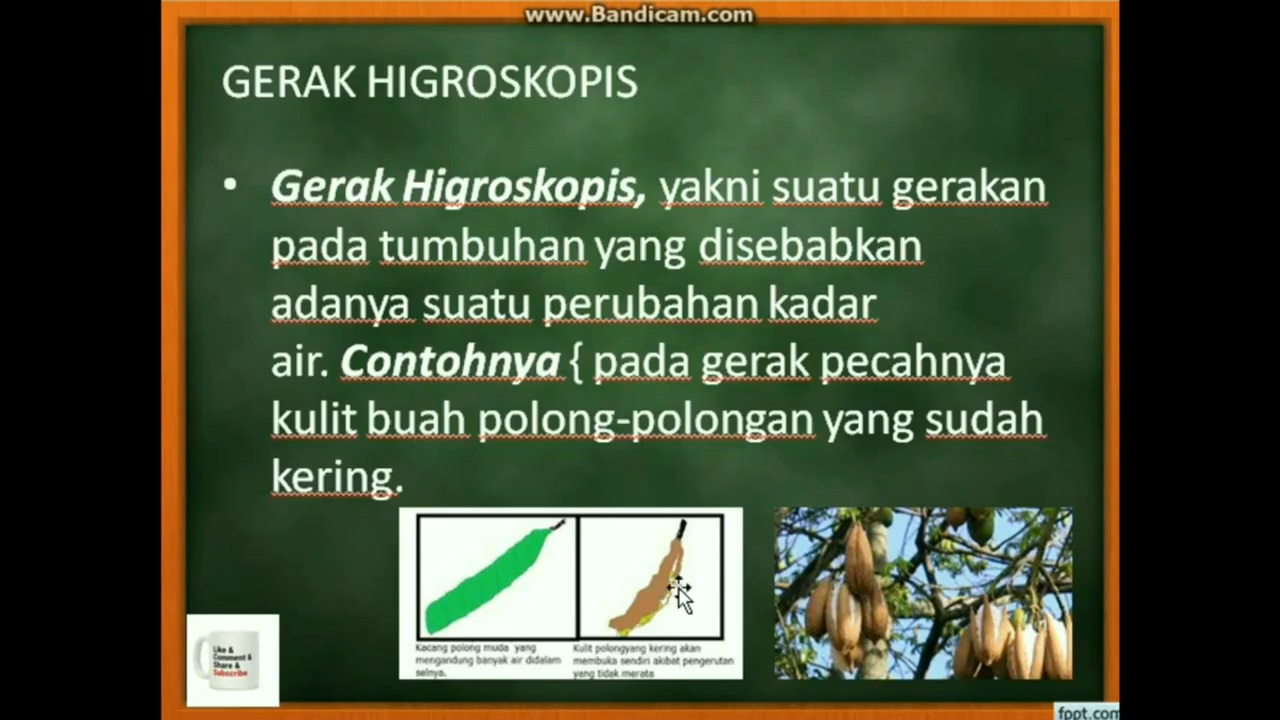 www.Bandicam.com
GERAK HIGROSKOPIS
• Gerak Higroskopis, yakni suatu gerakan
pada tumbuhan yang disebabkan
adanya suatu perubahan kadar
air. Contohnya { pada gerak pecahnya
kulit buah polong-polongan yang sudah
kering.
Kacang polong muda yang
mengandung banyak air didalam
selnya.
Kulit polongyang kering akan
membuka sendiri akibat pengerutan
yang tidak merata
Like &
Comment &
Share &
Subscribe
fppt.com